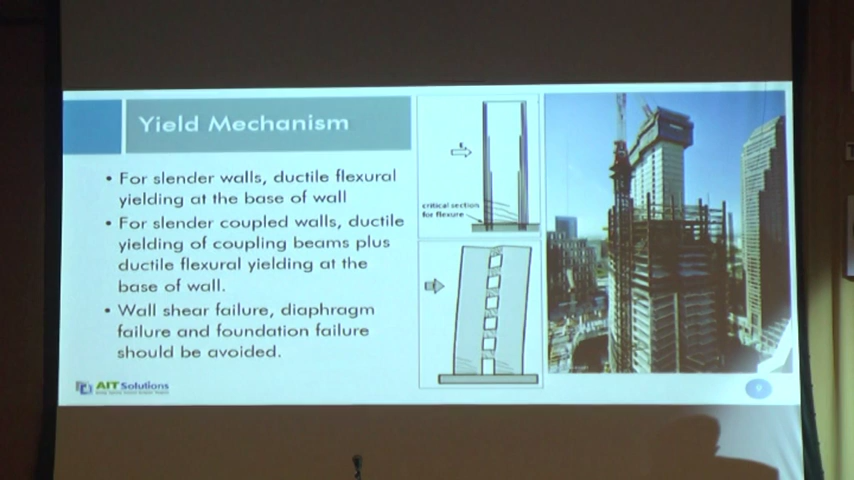 Yield Mechanism
• For slender walls, ductile flexural
yielding at the base of wall
• For slender coupled walls, ductile
yielding of coupling beams plus
ductile flexural yielding at the
base of wall.
• Wall shear failure, diaphragm
failure and foundation failure
should be avoided.
critical section
for flexure
AIT Solutions
9